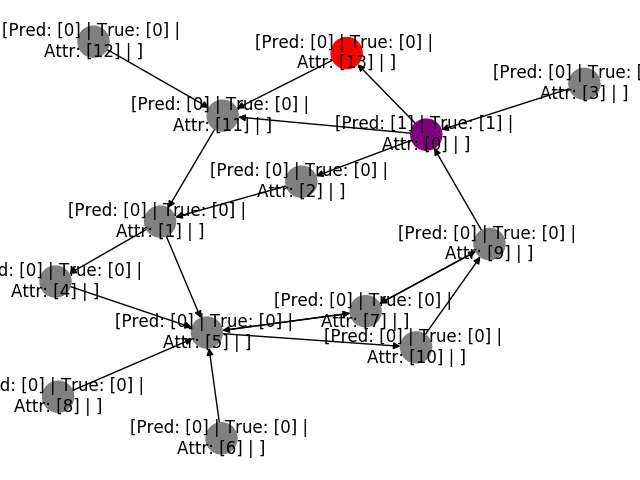 [Pred: [0] | True: [0] |
Attr: [12] | ]
[Pred: [0] | True: [0] |
Attr: [13] | ]
[Pred: [0] | True: [
Attr: [3] | ]
[Pred: [0] | True: [0] |
Attr: [11] | ]
[Pred: [1] | True: [1] |
Attr: [0] | ]
[Pred: [0] | True: [0] |
Attr: [2] | ]
[Pred: [0] | True: [0] |
Attr: [1] | ]
[Pred: [0] | True: [0] |
Attr: [9] | ]
d: [0] | True: [0] |
Attr: [4] | ]
[Pred: [0] | True: [0] |
Attr: [7] | ]
[Pred: [0] | True: [0] |
Attr: [5] | ]
[Pred: [0] | True: [0] |
Attr: [10] | ]
d: [0] | True: [0] |
Attr: [8] | ]
[Pred: [0] | True: [0] |
Attr: [6] | ]